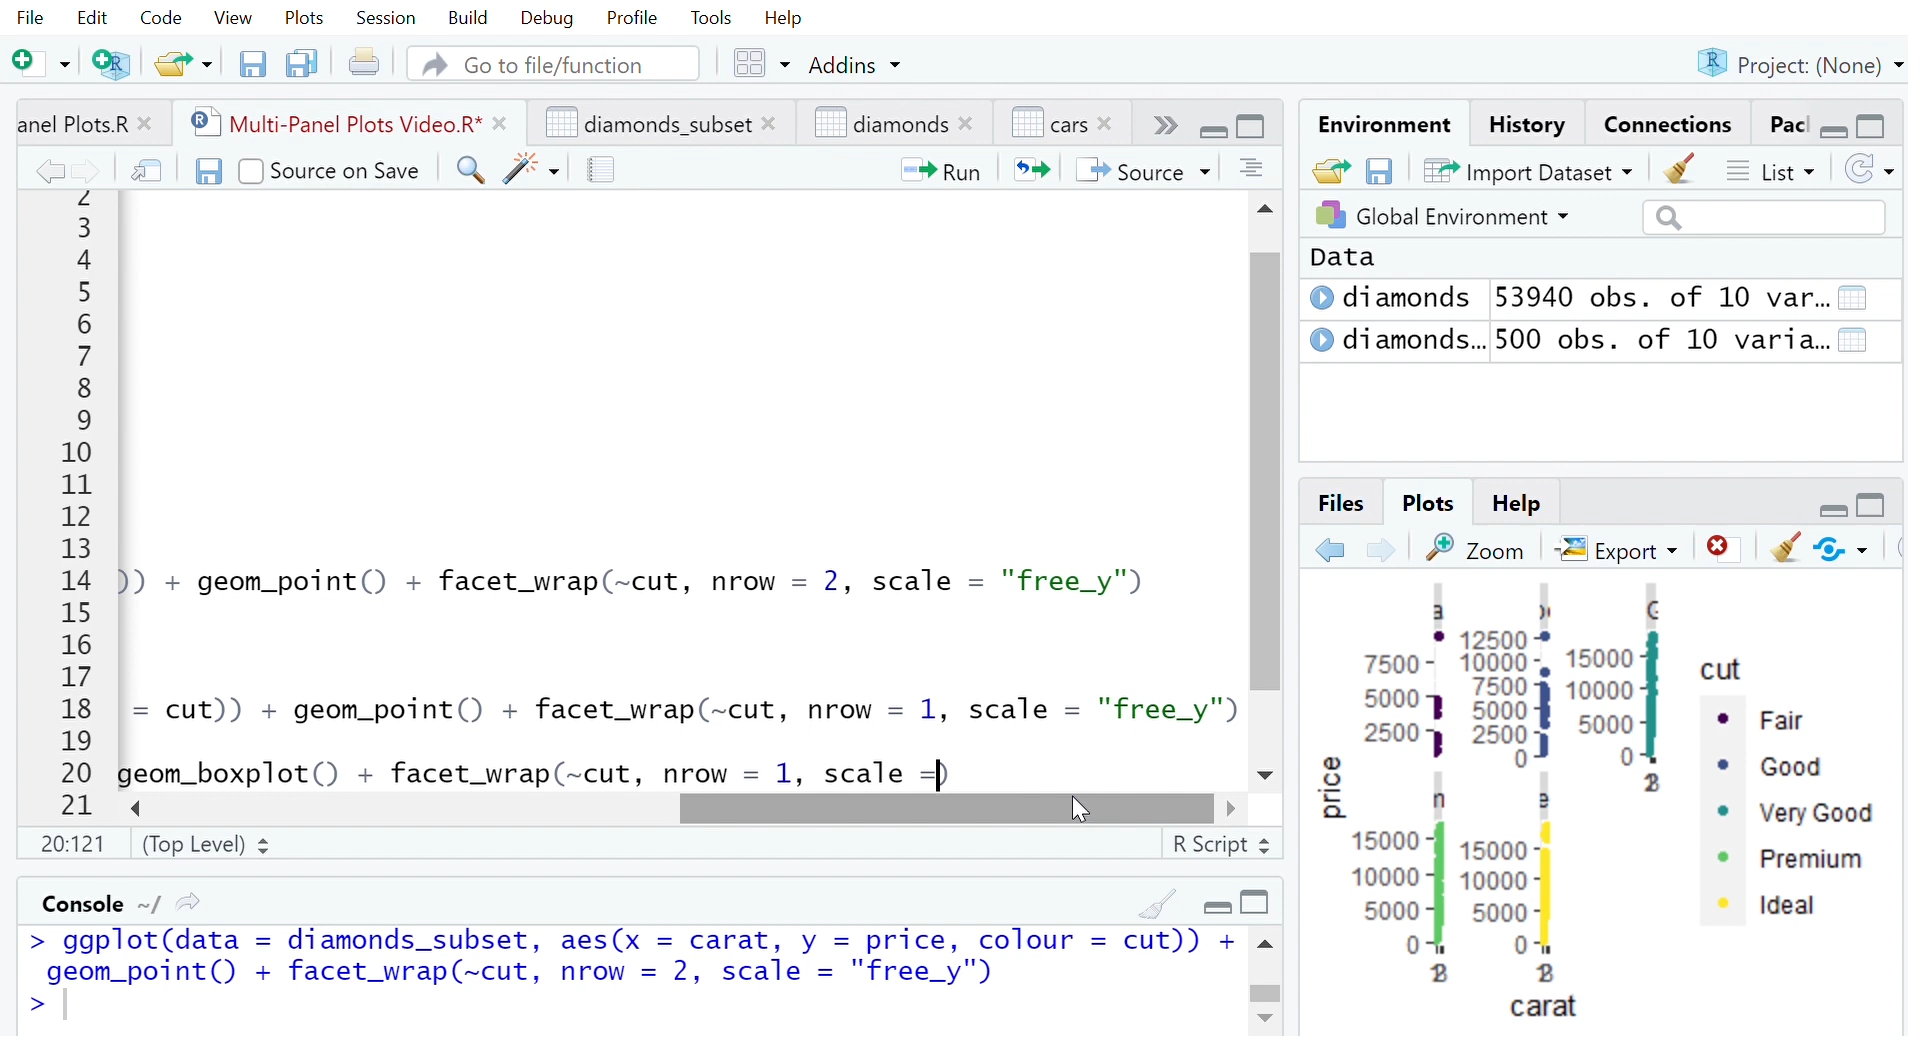 File Edit Code View Plots Session Build Debug Profile Tools Help
Go to file/function Addins Project: (None)
anel Plots.R Multi-Panel Plots Video.R* diamonds_subset diamonds cars
Source on Save Run Source
2
3
4
5
6
7
8
9
10
11
12
13
14 )) + geom_point() + facet_wrap(~cut, nrow = 2, scale = "free_y")
15
16
17
18 = cut)) + geom_point() + facet_wrap(~cut, nrow = 1, scale = "free_y")
19
20 geom_boxplot() + facet_wrap(~cut, nrow = 1, scale =)
21
20:121 (Top Level) R Script
Console ~/
> ggplot(data = diamonds_subset, aes(x = carat, y = price, colour = cut)) +
geom_point() + facet_wrap(~cut, nrow = 2, scale = "free_y")
>
Environment History Connections Pac
Import Dataset List
Global Environment
Data
diamonds 53940 obs. of 10 var...
diamonds... 500 obs. of 10 varia...
Files Plots Help
Zoom Export
a G
7500
5000
2500
12500
10000
7500
5000
2500
0
15000
10000
5000
0
n e
15000
10000
5000
0
15000
10000
5000
0
price
carat
cut
Fair
Good
Very Good
Premium
Ideal